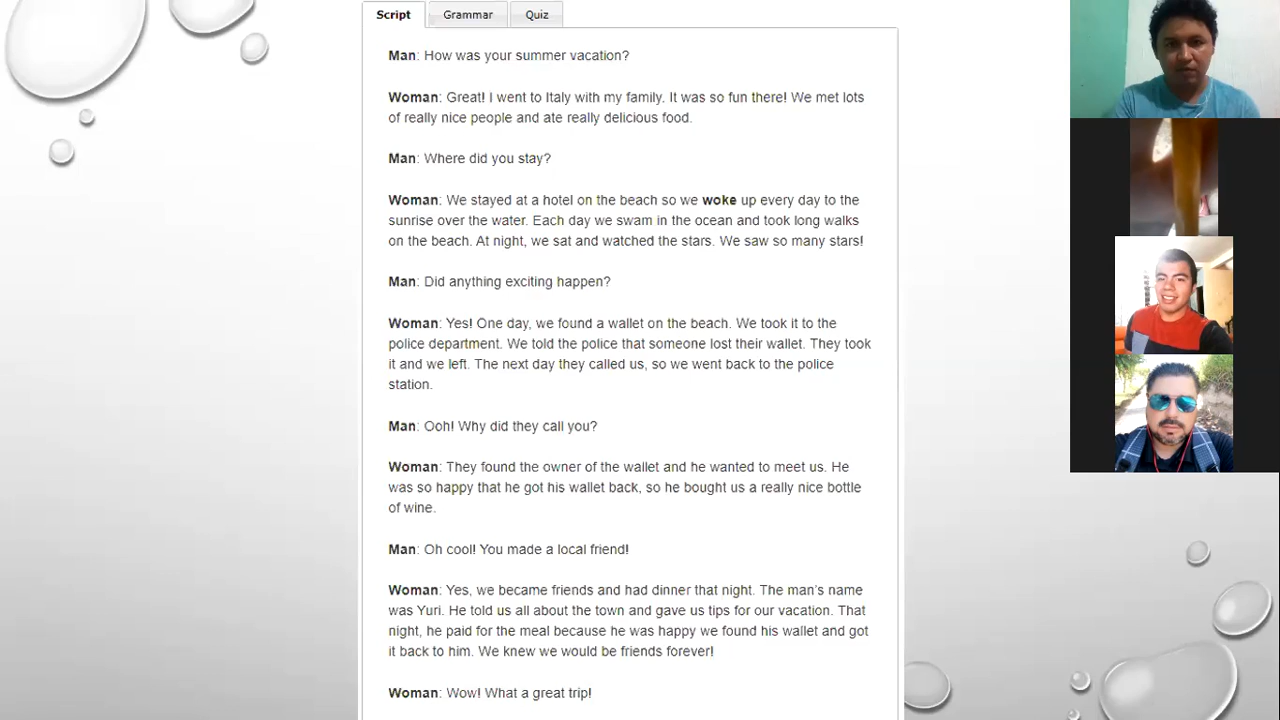 Script Grammar Quiz
Man: How was your summer vacation?
Woman: Great! I went to Italy with my family. It was so fun there! We met lots
of really nice people and ate really delicious food.
Man: Where did you stay?
Woman: We stayed at a hotel on the beach so we woke up every day to the
sunrise over the water. Each day we swam in the ocean and took long walks
on the beach. At night, we sat and watched the stars. We saw so many stars!
Man: Did anything exciting happen?
Woman: Yes! One day, we found a wallet on the beach. We took it to the
police department. We told the police that someone lost their wallet. They took
it and we left. The next day they called us, so we went back to the police
station.
Man: Ooh! Why did they call you?
Woman: They found the owner of the wallet and he wanted to meet us. He
was so happy that he got his wallet back, so he bought us a really nice bottle
of wine.
Man: Oh cool! You made a local friend!
Woman: Yes, we became friends and had dinner that night. The man's name
was Yuri. He told us all about the town and gave us tips for our vacation. That
night, he paid for the meal because he was happy we found his wallet and got
it back to him. We knew we would be friends forever!
Woman: Wow! What a great trip!